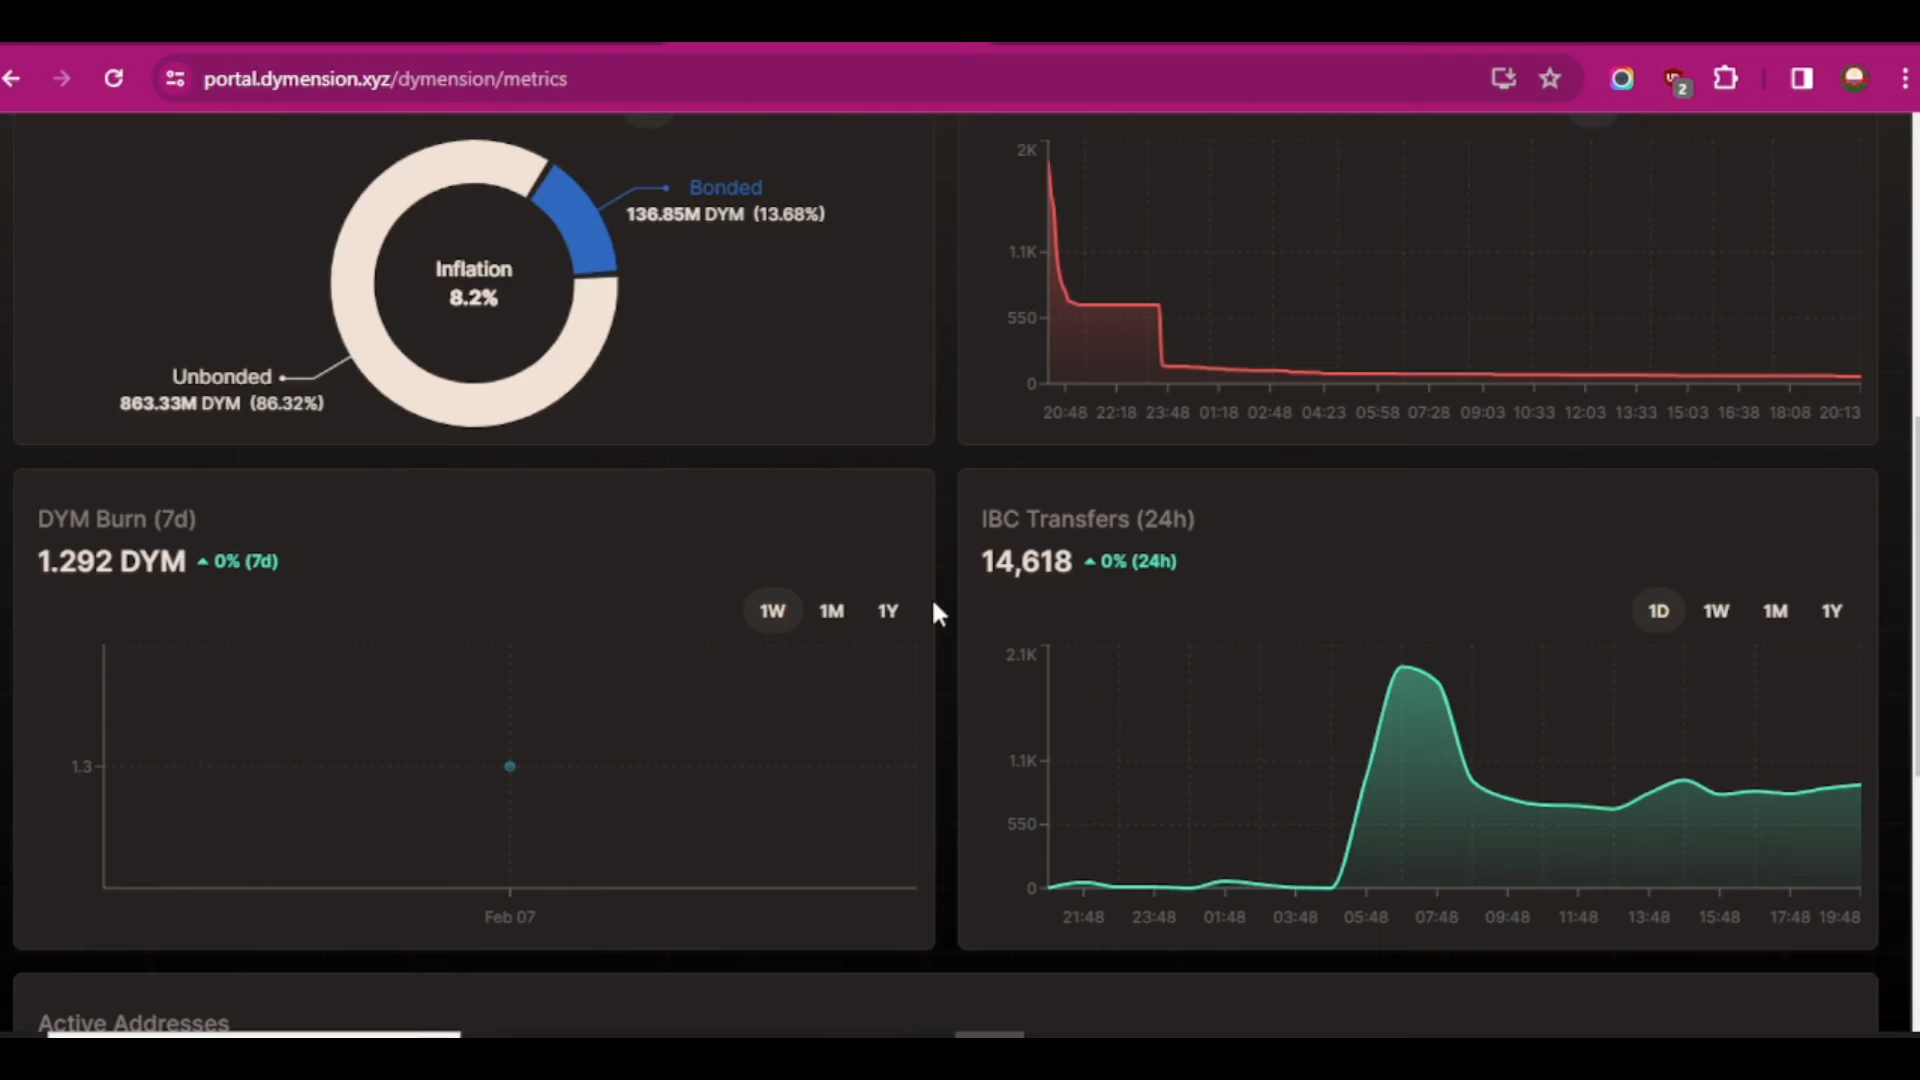 portal.dymension.xyz/dymension/metrics
2
Bonded
136.85M DYM (13.68%)
Inflation
8.2%
Unbonded
863.33M DYM (86.32%)
2K
1.1K
550
0
20:48 22:18 23:48 01:18 02:48 04:23 05:58 07:28 09:03 10:33 12:03 13:33 15:03 16:38 18:08 20:13
DYM Burn (7d)
1.292 DYM 0% (7d)
1W 1M 1Y
1.3
Feb 07
IBC Transfers (24h)
14,618 0% (24h)
1D 1W 1M 1Y
2.1K
1.1K
550
0
21:48 23:48 01:48 03:48 05:48 07:48 09:48 11:48 13:48 15:48 17:48 19:48
Active Addresses